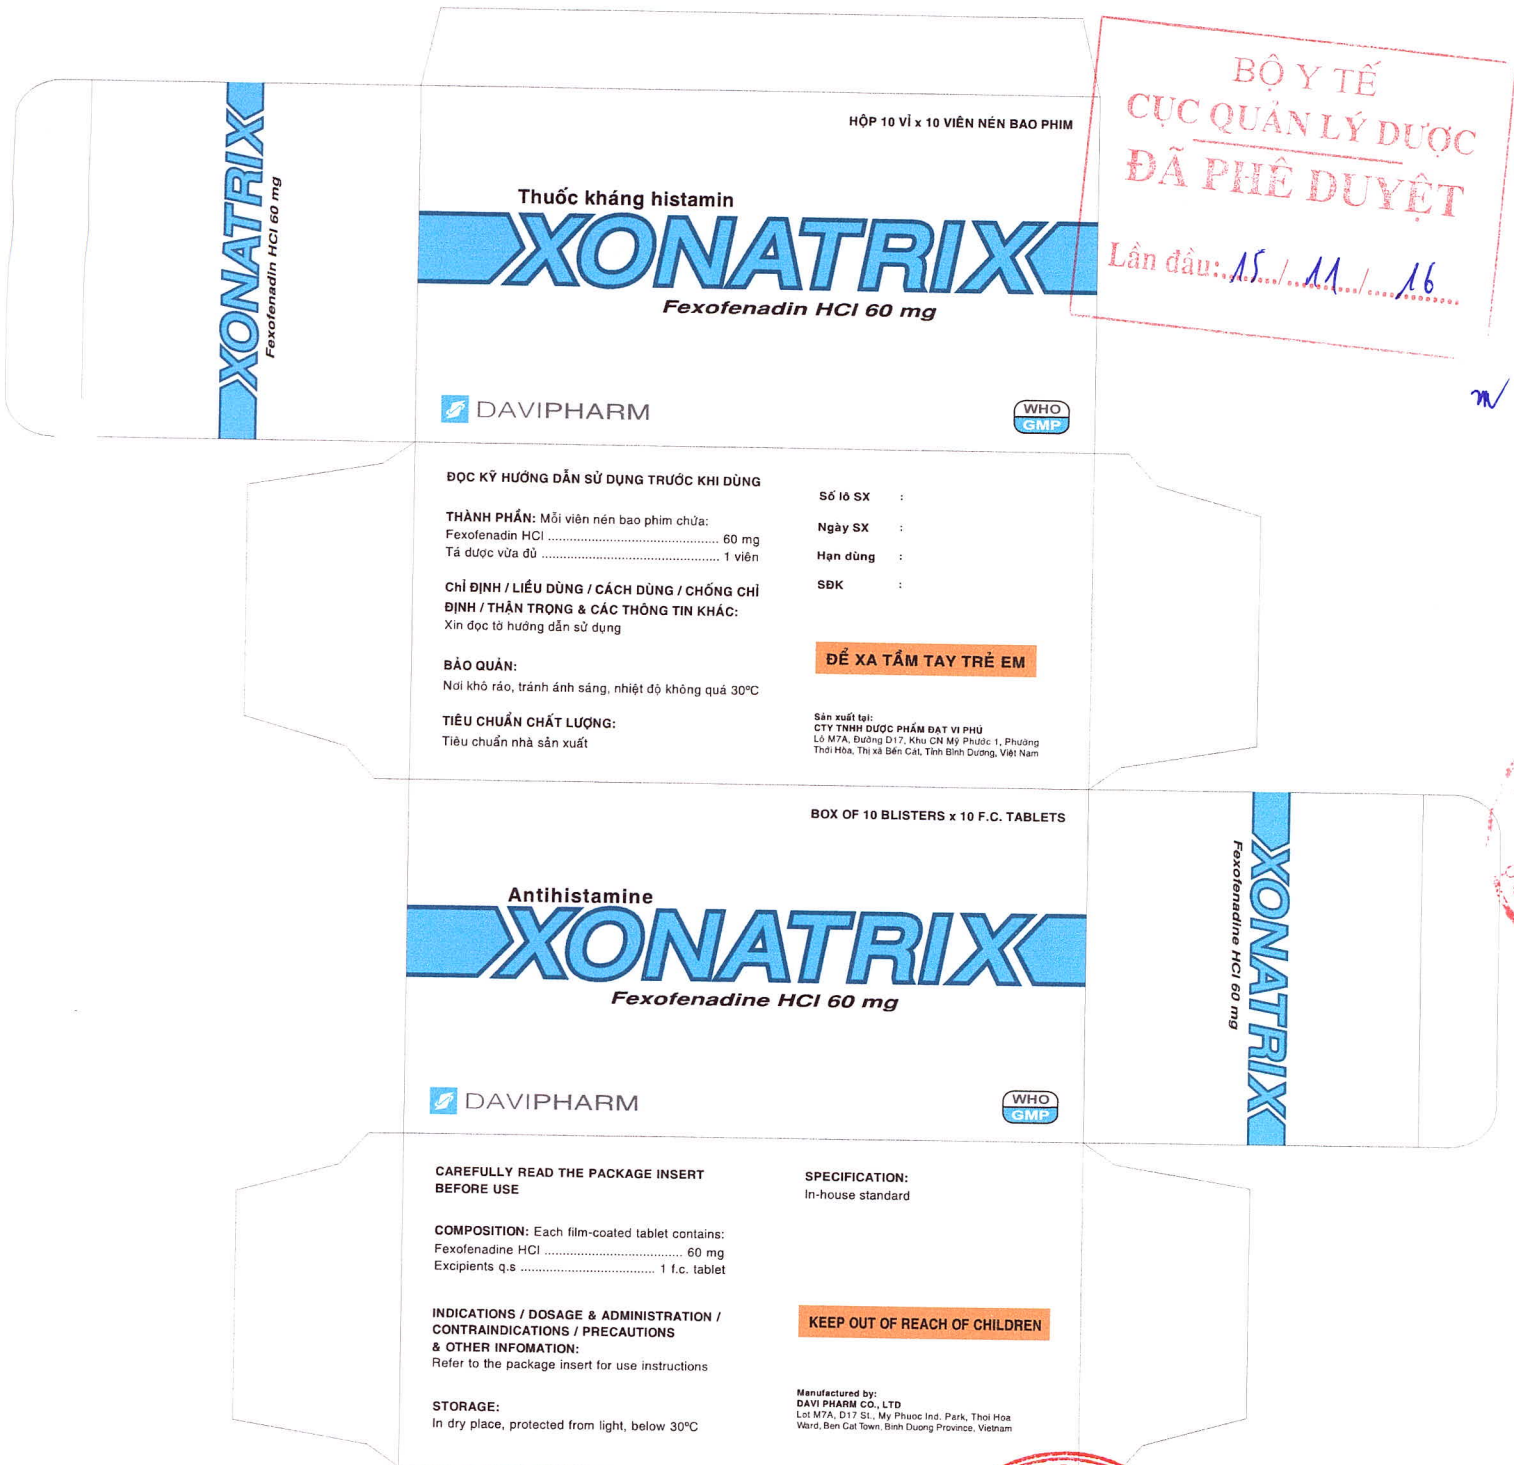 BỘ Y TẾ
CỤC QUẢN LÝ DƯỢC
ĐÃ PHÊ DUYỆT
Lần đầu: 15 / 11 / 16
XONATRIX
Fexofenadin HCl 60 mg
HỘP 10 VỈ x 10 VIÊN NÉN BAO PHIM
Thuốc kháng histamin
XONATRIX
Fexofenadin HCl 60 mg
DAVIPHARM
WHO
GMP
ĐỌC KỸ HƯỚNG DẪN SỬ DỤNG TRƯỚC KHI DÙNG
THÀNH PHẦN: Mỗi viên nén bao phim chứa:
Fexofenadin HCl ............................................... 60 mg
Tá dược vừa đủ ................................................. 1 viên
Chỉ ĐỊNH / LIỀU DÙNG / CÁCH DÙNG / CHỐNG CHỈ
ĐỊNH / THẬN TRỌNG & CÁC THÔNG TIN KHÁC:
Xin đọc tờ hướng dẫn sử dụng
BẢO QUẢN:
Nơi khô ráo, tránh ánh sáng, nhiệt độ không quá 30ºC
TIÊU CHUẨN CHẤT LƯỢNG:
Tiêu chuẩn nhà sản xuất
Số lô SX :
Ngày SX :
Hạn dùng :
SĐK :
ĐỂ XA TẦM TAY TRẺ EM
Sản xuất tại:
CTY TNHH DƯỢC PHẨM ĐẠT VI PHÚ
Lô M7A, Đường D17, Khu CN Mỹ Phước 1, Phường
Thới Hòa, Thị xã Bến Cát, Tỉnh Bình Dương, Việt Nam
BOX OF 10 BLISTERS x 10 F.C. TABLETS
Antihistamine
XONATRIX
Fexofenadine HCl 60 mg
DAVIPHARM
WHO
GMP
XONATRIX
Fexofenadine HCl 60 mg
CAREFULLY READ THE PACKAGE INSERT
BEFORE USE
COMPOSITION: Each film-coated tablet contains:
Fexofenadine HCl ...................................... 60 mg
Excipients q.s ..................................... 1 f.c. tablet
INDICATIONS / DOSAGE & ADMINISTRATION /
CONTRAINDICATIONS / PRECAUTIONS
& OTHER INFOMATION:
Refer to the package insert for use instructions
STORAGE:
In dry place, protected from light, below 30ºC
SPECIFICATION:
In-house standard
KEEP OUT OF REACH OF CHILDREN
Manufactured by:
DAVI PHARM CO., LTD
Lot M7A, D17 St., My Phuoc Ind. Park, Thoi Hoa
Ward, Ben Cat Town, Binh Duong Province, Vietnam